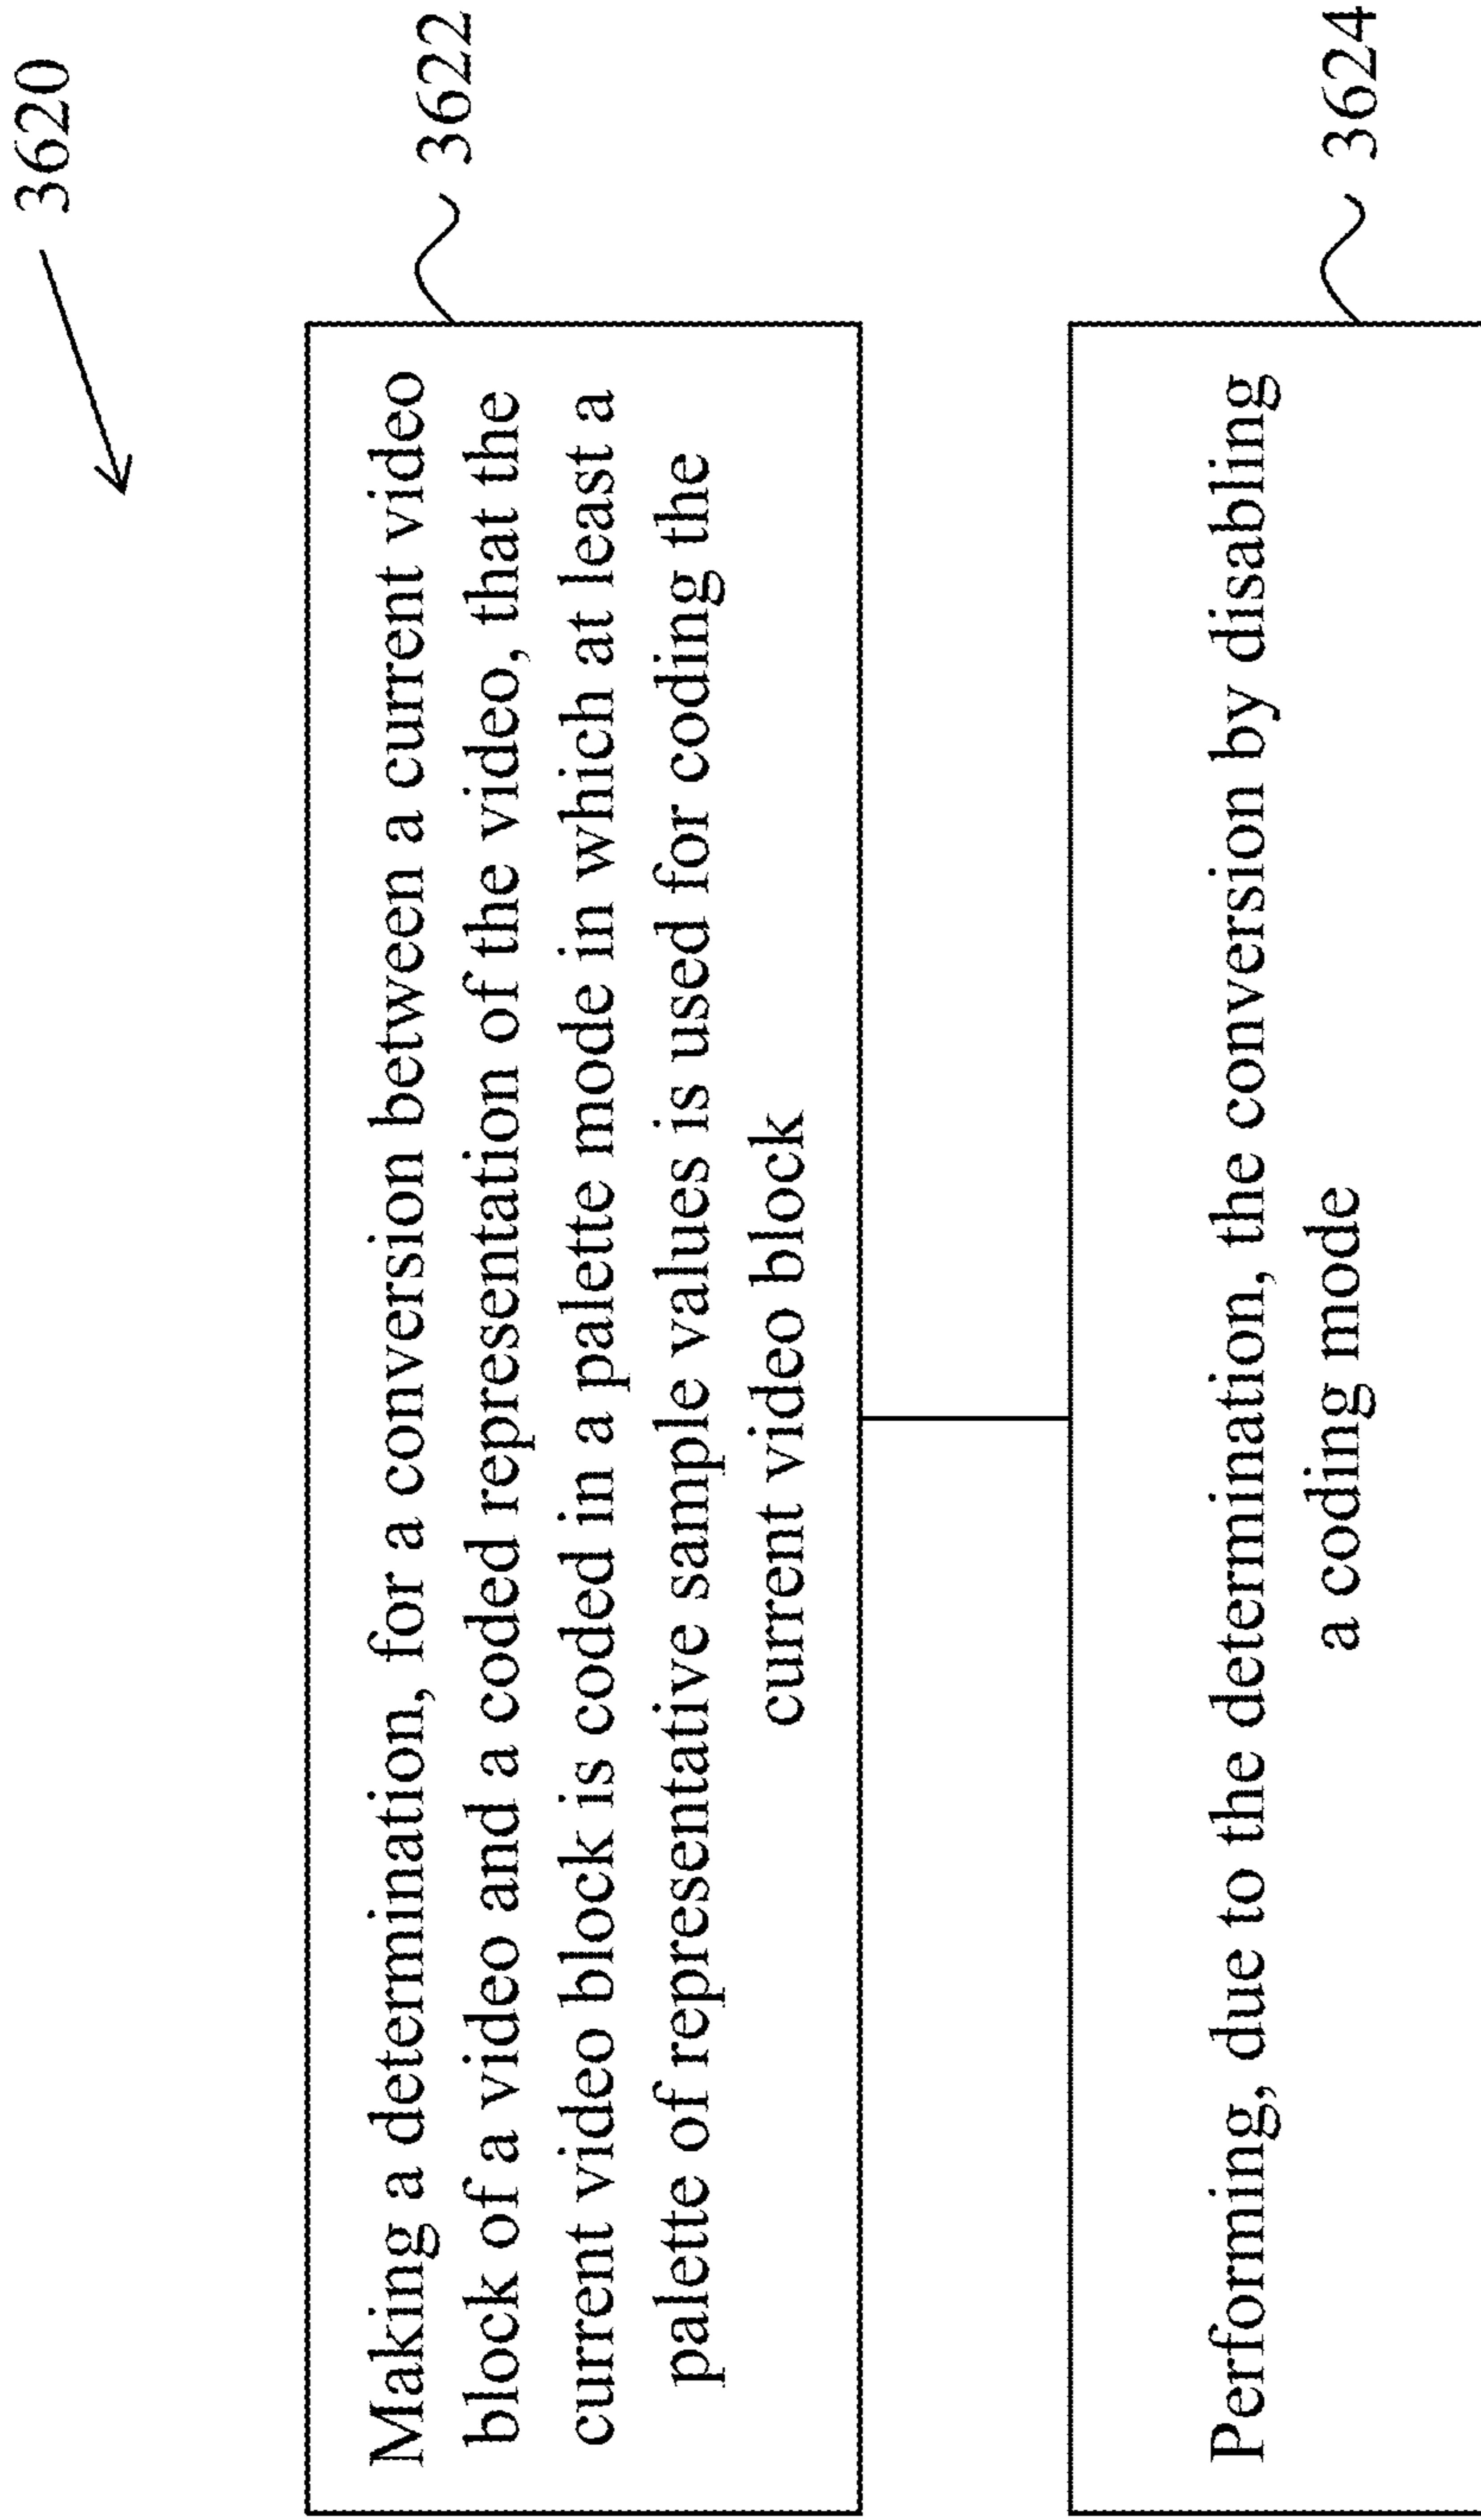 3620
Making a determination, for a conversion between a current video
block of a video and a coded representation of the video, that the
current video block is coded in a palette mode in which at least a
palette of representative sample values is used for coding the
current video block
3622
Performing, due to the determination, the conversion by disabling
a coding mode
3624